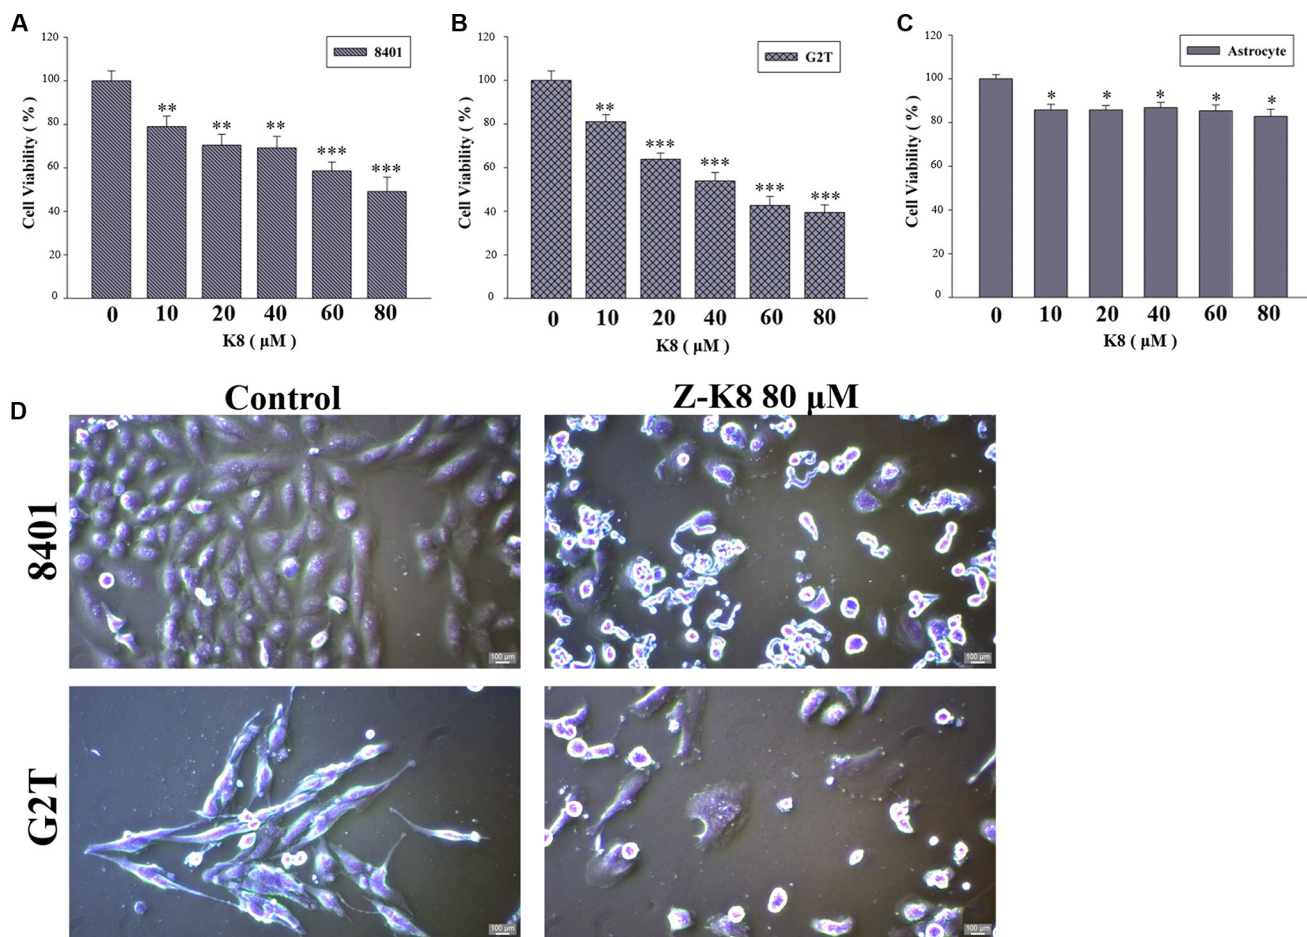 A
120
100
80
60
40
20
0
Cell Viability ( % )
8401
**
**
**
***
***
0 10 20 40 60 80
K8 ( μM )
B
120
100
80
60
40
20
0
Cell Viability ( % )
G2T
**
***
***
***
***
0 10 20 40 60 80
K8 ( μM )
C
120
100
80
60
40
20
0
Cell Viability ( % )
Astrocyte
*
*
*
*
*
0 10 20 40 60 80
K8 ( μM )
D
Control
Z-K8 80 μM
8401
100 μm
100 μm
G2T
100 μm
100 μm